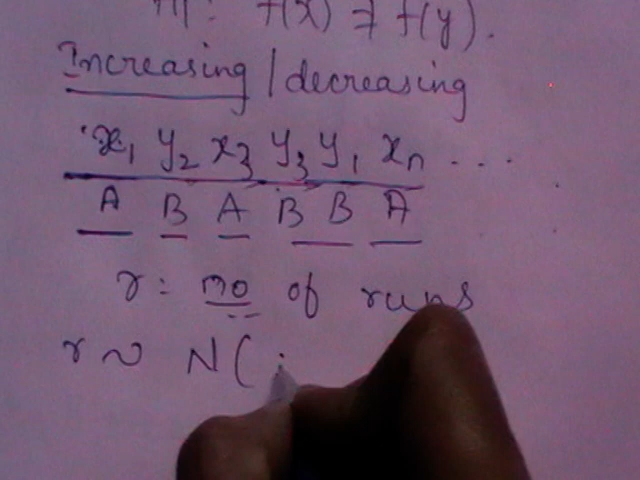 H1: f(x) ≠ f(y).
Increasing / decreasing
x1 y2 x3 y3 y1 xn ...
A B A B B A
r = no of runs
r ~ N(